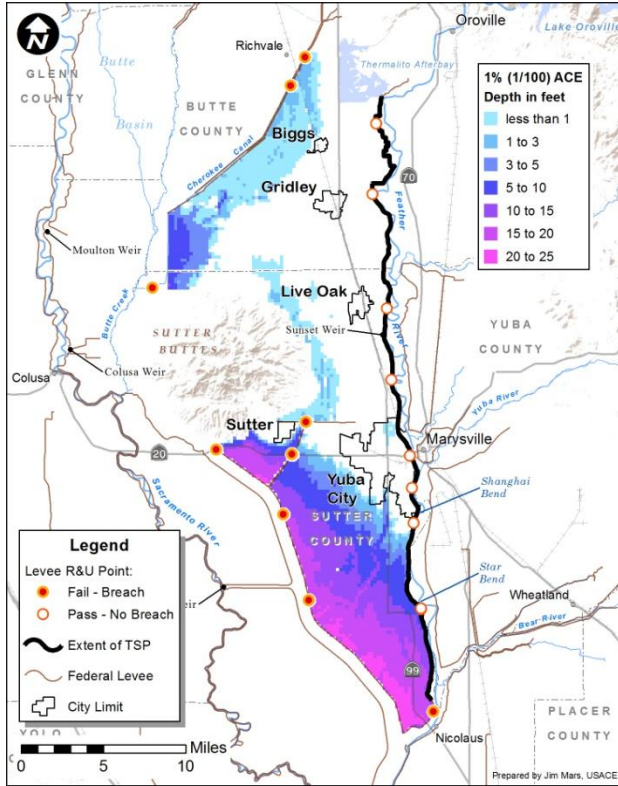 N
Oroville
Lake Oroville
Richvale
Thermalito Afterbay
GLENN
COUNTY
Butte
Basin
BUTTE
COUNTY
1% (1/100) ACE
Depth in feet
less than 1
1 to 3
3 to 5
5 to 10
10 to 15
15 to 20
20 to 25
Biggs
Cherokee Canal
Gridley
70
Feather
River
Moulton Weir
Live Oak
Sunset Weir
Butte Creek
SUTTER
BUTTES
YUBA
COUNTY
Colusa Weir
Colusa
Yuba River
Sutter
20
Marysville
Sacramento River
Yuba
City
Shanghai
Bend
SUTTER
COUNTY
Star
Bend
Wheatland
Bear River
99
Nicolaus
PLACER
COUNTY
Legend
Levee R&U Point:
Fail - Breach
Pass - No Breach
Extent of TSP
Federal Levee
City Limit
YOLO
0 5 10
Miles
Prepared by Jim Mars, USACE